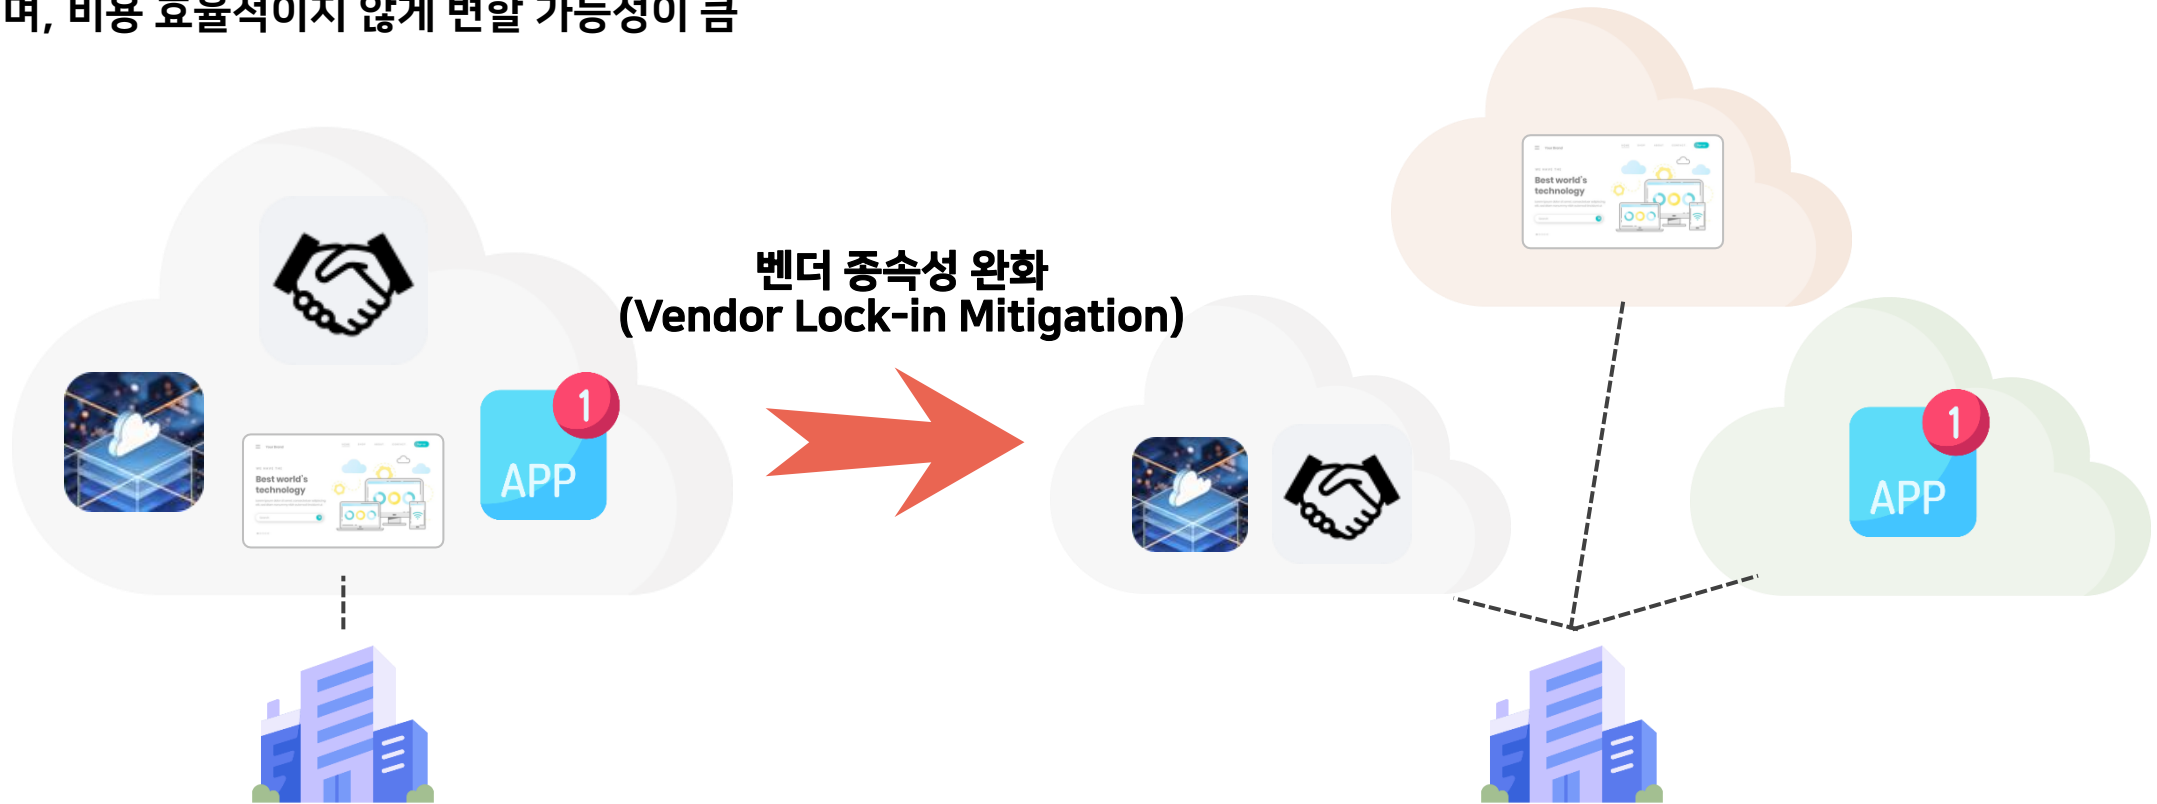 며, 비용 효율적이지 않게 변할 가능성이 큼
벤더 종속성 완화
(Vendor Lock-in Mitigation)
Best world's
technology
1
APP
Best world's
technology
1
APP